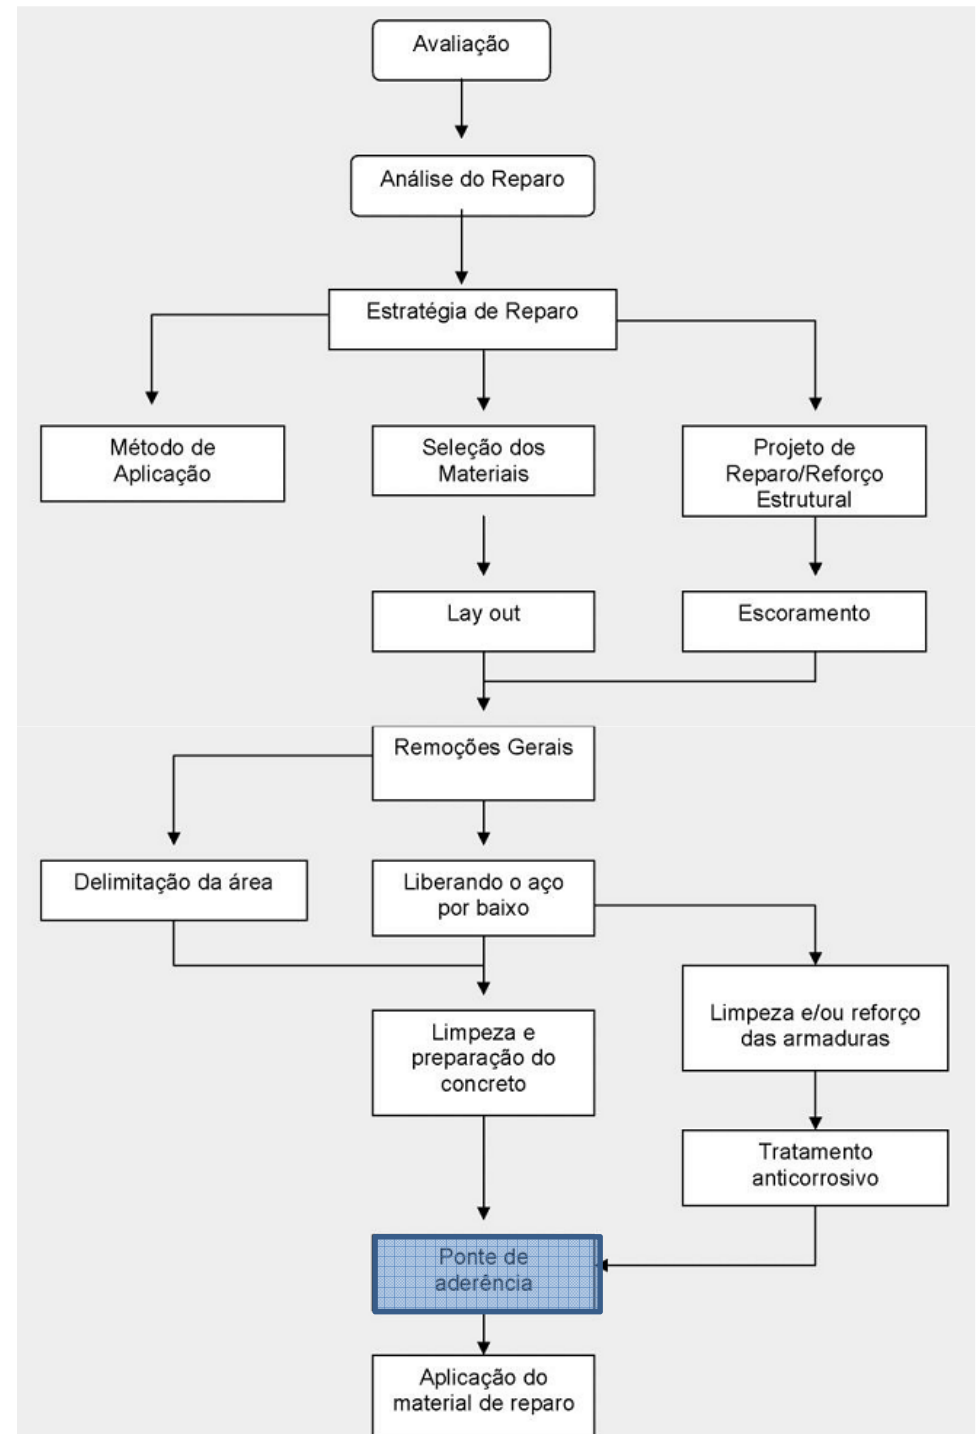 Avaliação
Análise do Reparo
Estratégia de Reparo
Método de
Aplicação
Seleção dos
Materiais
Projeto de
Reparo/Reforço
Estrutural
Lay out
Escoramento
Remoções Gerais
Delimitação da área
Liberando o aço
por baixo
Limpeza e/ou reforço
das armaduras
Limpeza e
preparação do
concreto
Tratamento
anticorrosivo
Ponte de
aderência
Aplicação do
material de reparo